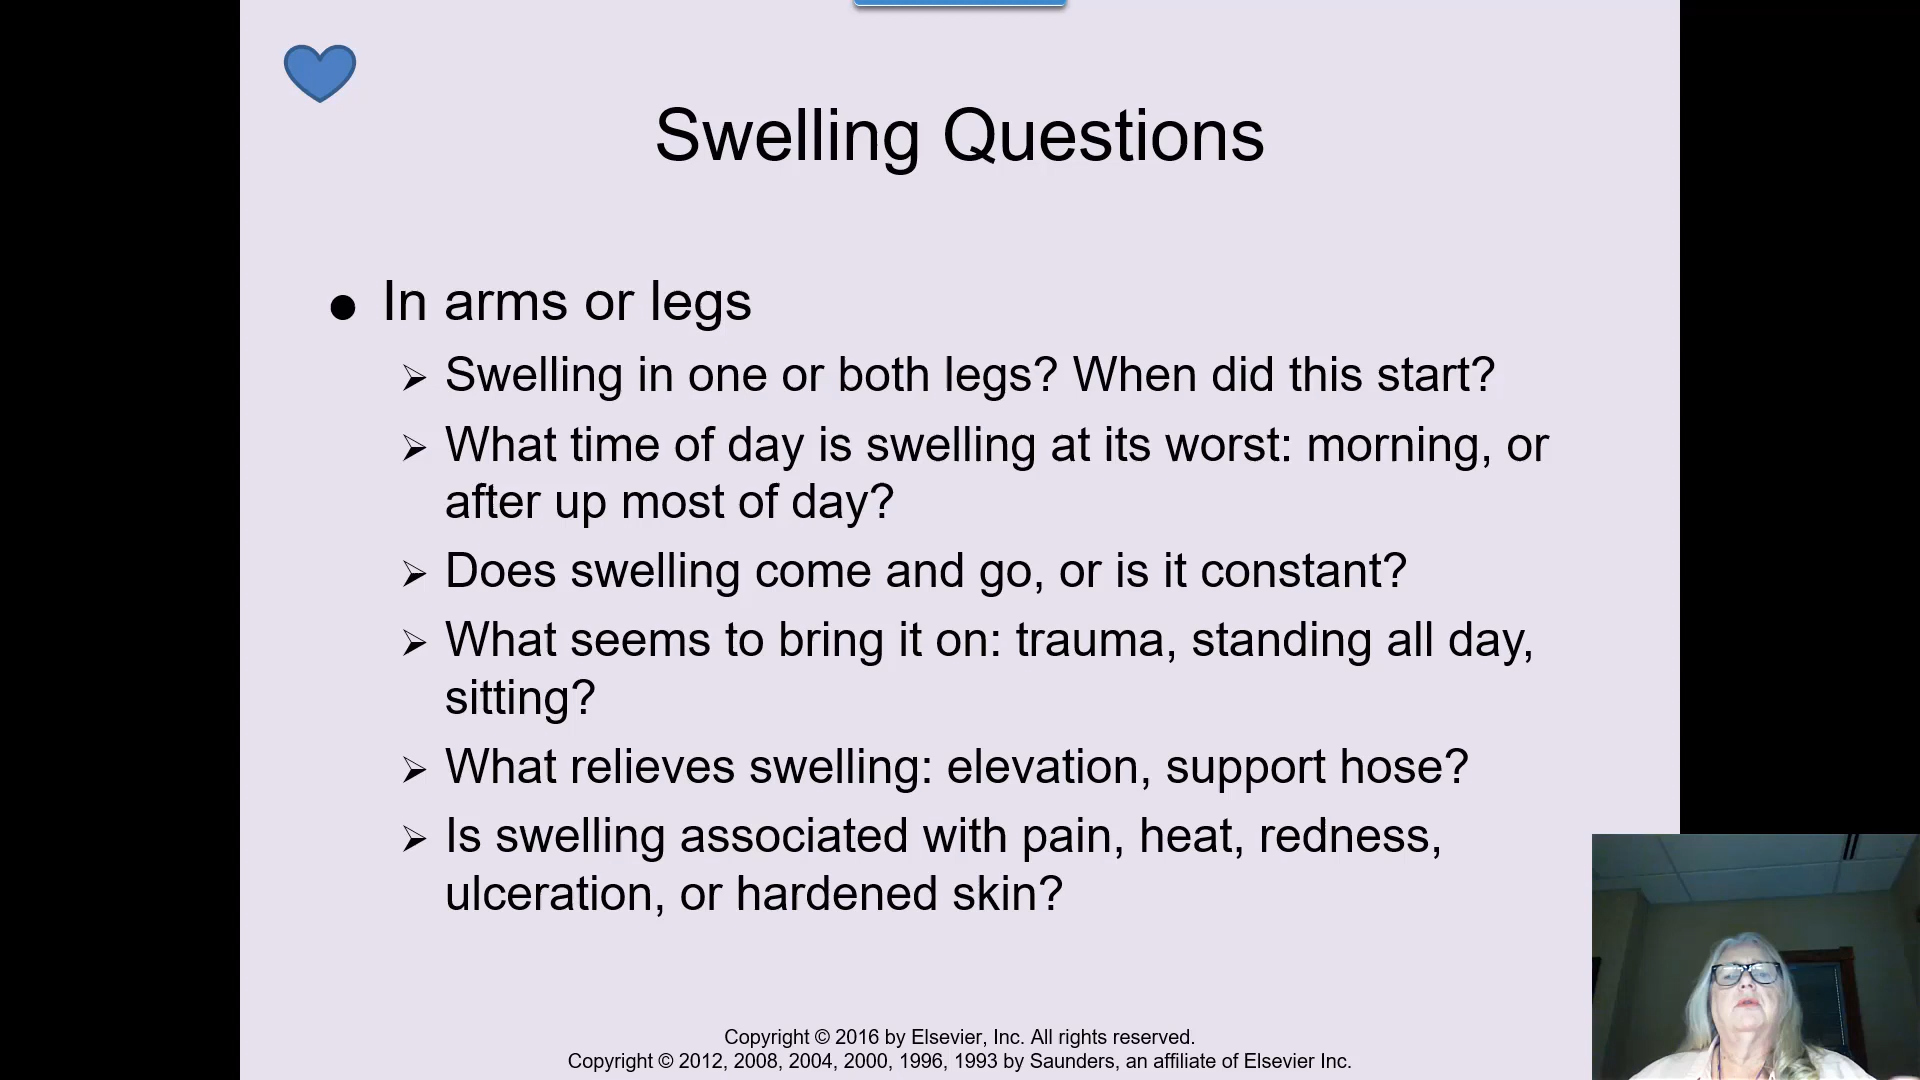 Swelling Questions
● In arms or legs
➢ Swelling in one or both legs? When did this start?
➢ What time of day is swelling at its worst: morning, or
after up most of day?
➢ Does swelling come and go, or is it constant?
➢ What seems to bring it on: trauma, standing all day,
sitting?
➢ What relieves swelling: elevation, support hose?
➢ Is swelling associated with pain, heat, redness,
ulceration, or hardened skin?
Copyright © 2016 by Elsevier, Inc. All rights reserved.
Copyright © 2012, 2008, 2004, 2000, 1996, 1993 by Saunders, an affiliate of Elsevier Inc.